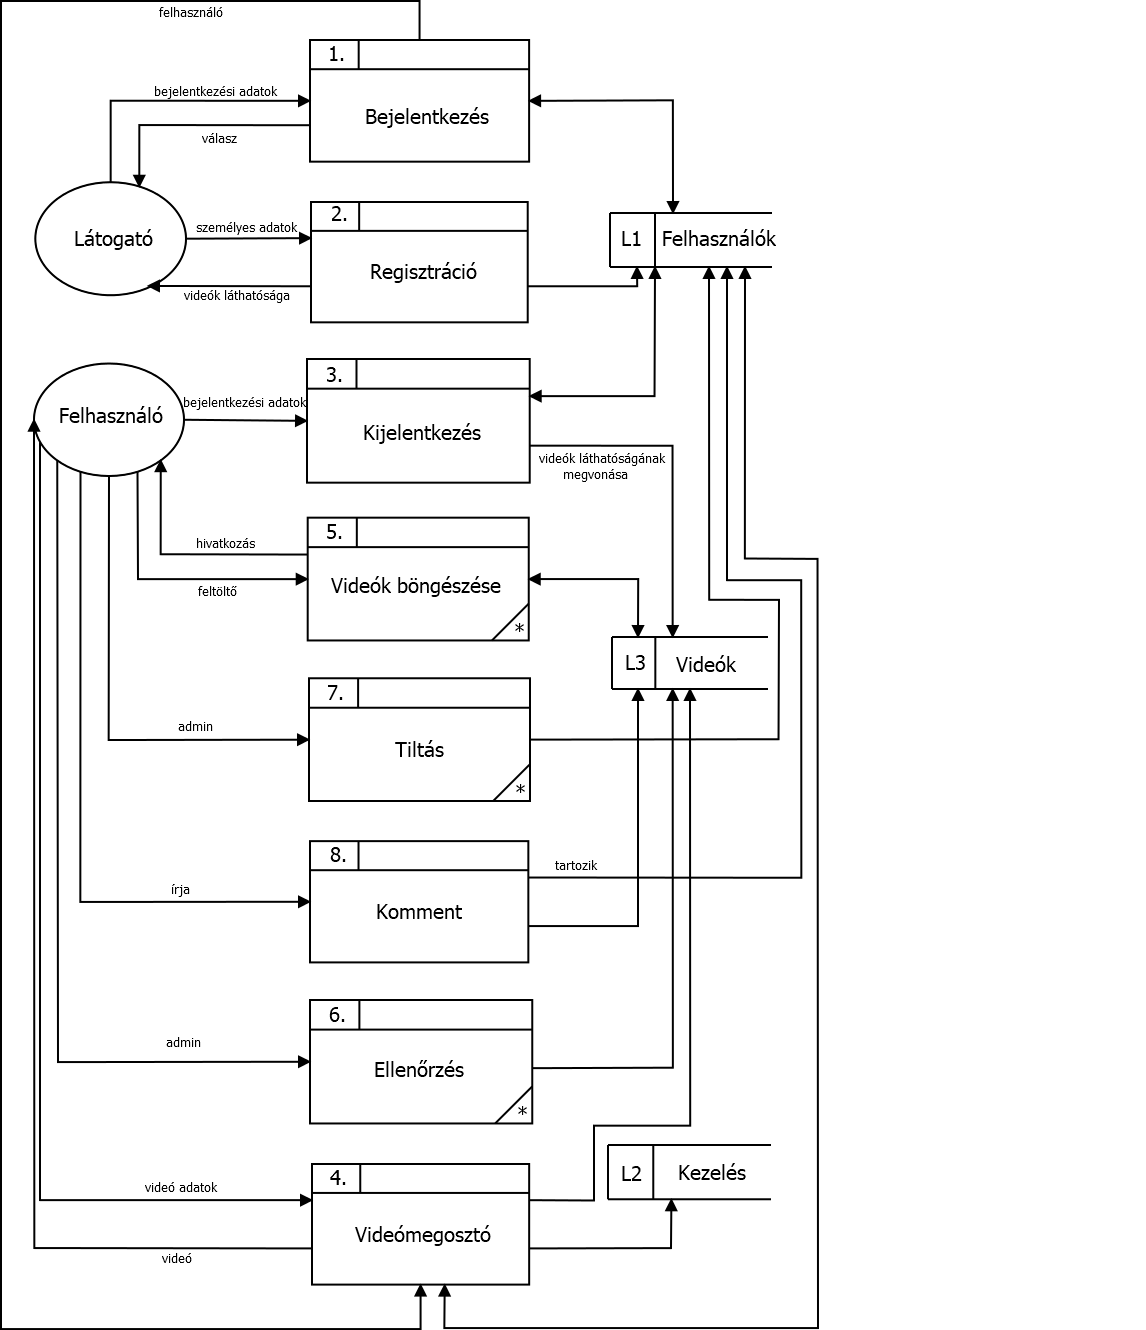 felhasználó
1.
bejelentkezési adatok
Bejelentkezés
válasz
2.
személyes adatok
Látogató
L1
Felhasználók
Regisztráció
videók láthatósága
3.
bejelentkezési adatok
Felhasználó
Kijelentkezés
videók láthatóságának
megvonása
5.
hivatkozás
Videók böngészése
feltöltő
*
L3
Videók
7.
admin
Tiltás
*
8.
tartozik
írja
Komment
6.
admin
Ellenőrzés
*
4.
L2
Kezelés
videó adatok
Videómegosztó
videó